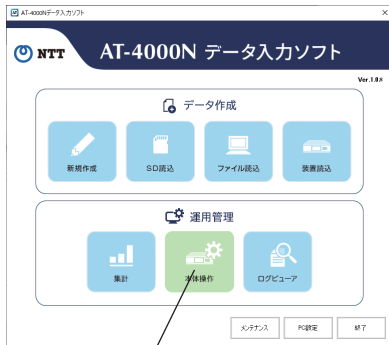 AT-4000Nデータ入力ソフト
NTT AT-4000N データ入力ソフト
Ver.1.0.x
データ作成
新規作成 SD読込 ファイル読込 装置読込
運用管理
集計 本体操作 ログビューア
メンテナンス PC設定 終了